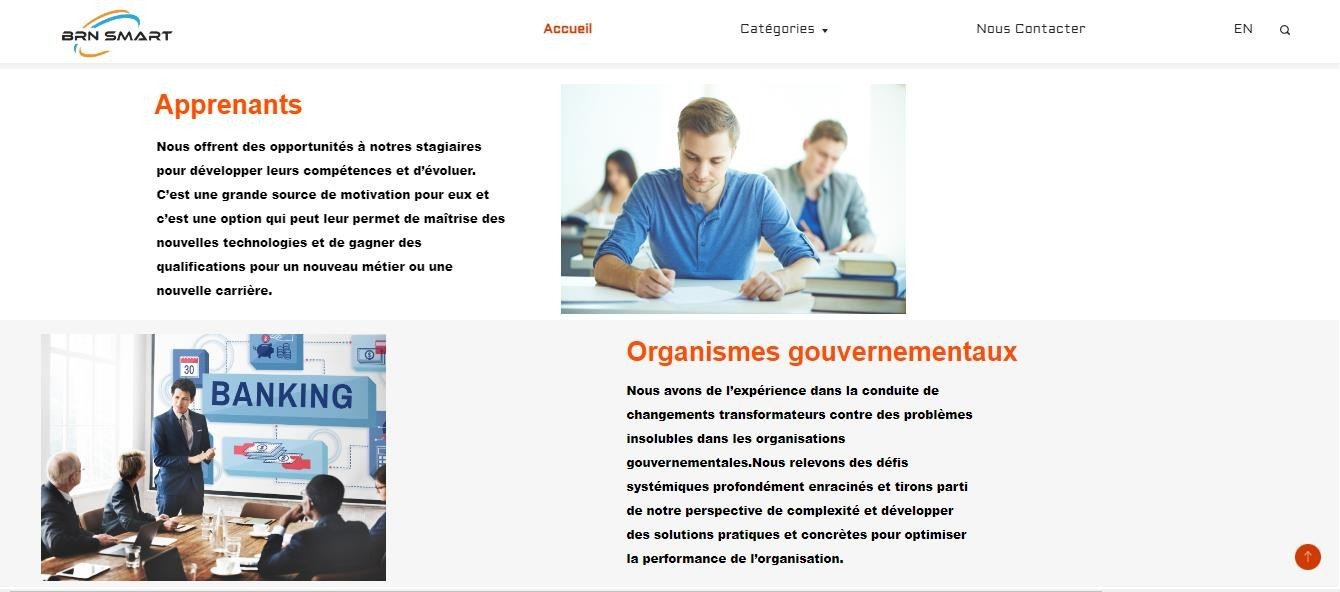 BRN SMART
Accueil
Catégories
Nous Contacter
EN
Apprenants
Nous offrent des opportunités à notres stagiaires
pour développer leurs compétences et d’évoluer.
C’est une grande source de motivation pour eux et
c’est une option qui peut leur permet de maîtrise des
nouvelles technologies et de gagner des
qualifications pour un nouveau métier ou une
nouvelle carrière.
30
BANKING
Organismes gouvernementaux
Nous avons de l’expérience dans la conduite de
changements transformateurs contre des problèmes
insolubles dans les organisations
gouvernementales.Nous relevons des défis
systémiques profondément enracinés et tirons parti
de notre perspective de complexité et développer
des solutions pratiques et concrètes pour optimiser
la performance de l’organisation.